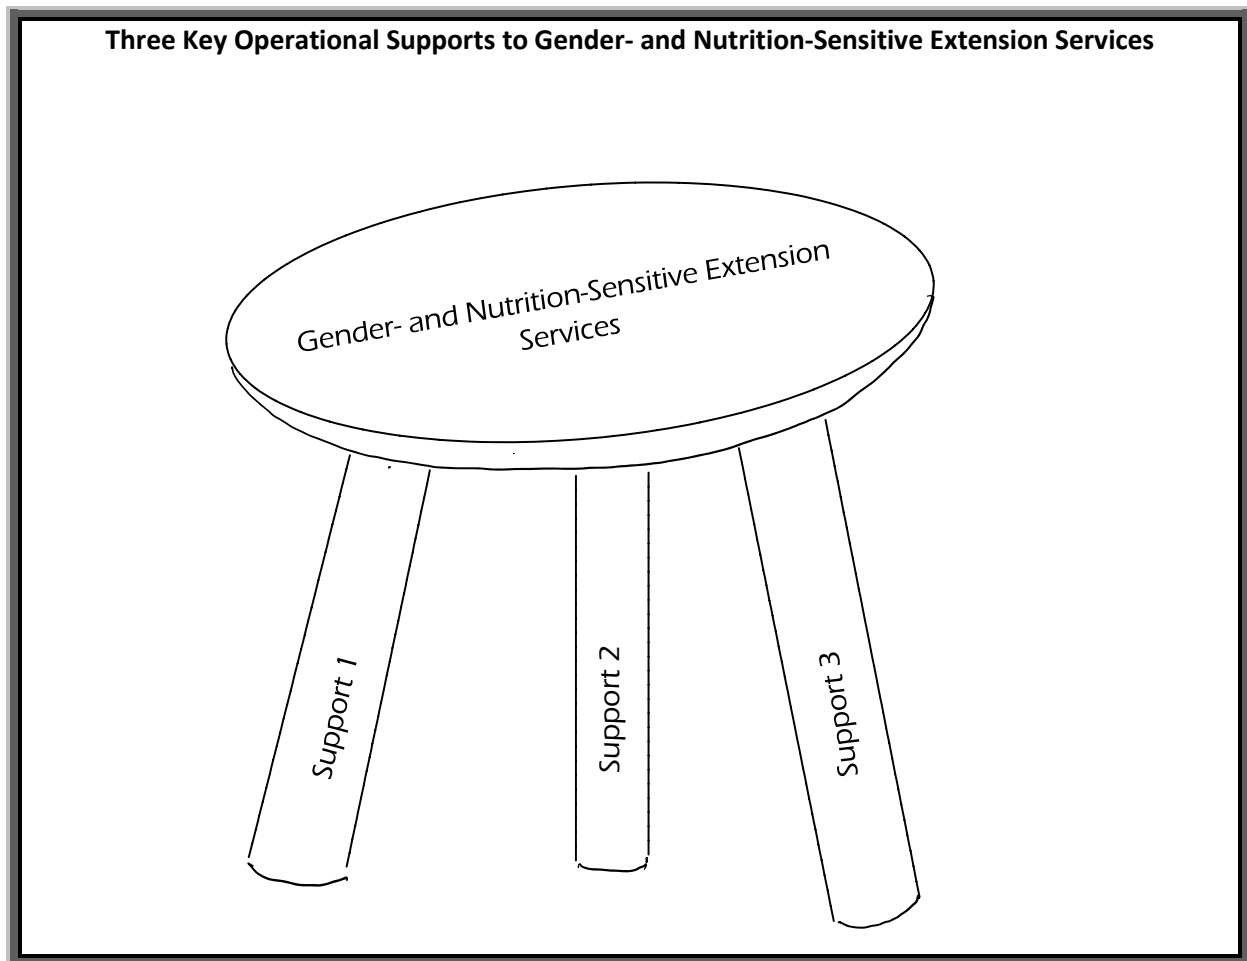 Three Key Operational Supports to Gender- and Nutrition-Sensitive Extension Services
Gender- and Nutrition-Sensitive Extension
Services
Support 1
Support 2
Support 3